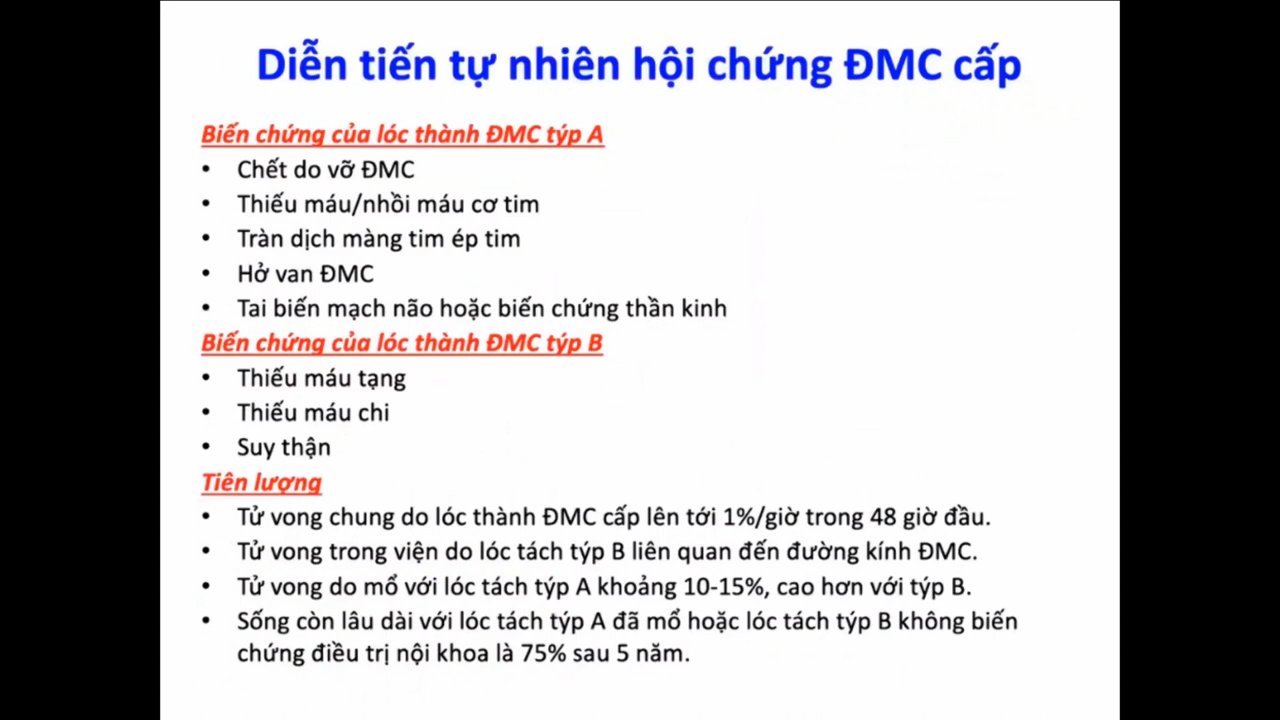 Diễn tiến tự nhiên hội chứng ĐMC cấp
Biến chứng của lóc thành ĐMC týp A
• Chết do vỡ ĐMC
• Thiếu máu/nhồi máu cơ tim
• Tràn dịch màng tim ép tim
• Hở van ĐMC
• Tai biến mạch não hoặc biến chứng thần kinh
Biến chứng của lóc thành ĐMC týp B
• Thiếu máu tạng
• Thiếu máu chi
• Suy thận
Tiên lượng
• Tử vong chung do lóc thành ĐMC cấp lên tới 1%/giờ trong 48 giờ đầu.
• Tử vong trong viện do lóc tách týp B liên quan đến đường kính ĐMC.
• Tử vong do mổ với lóc tách týp A khoảng 10-15%, cao hơn với týp B.
• Sống còn lâu dài với lóc tách týp A đã mổ hoặc lóc tách týp B không biến
chứng điều trị nội khoa là 75% sau 5 năm.